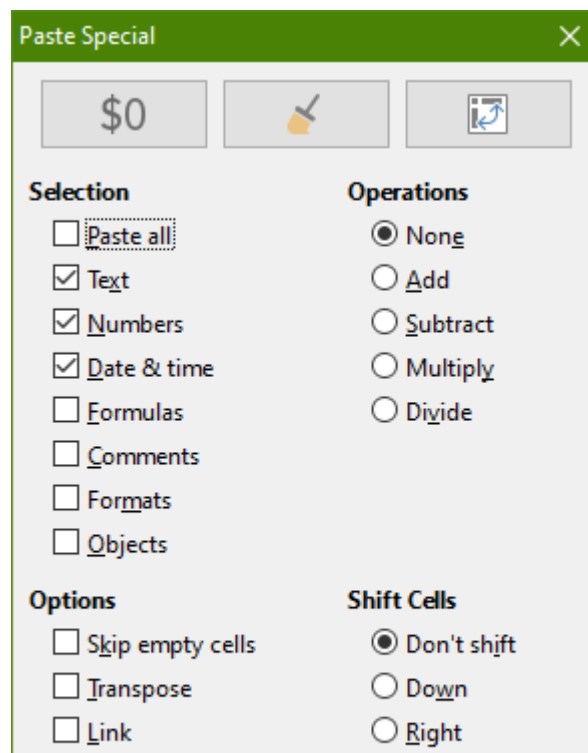 Paste Special
$0
Selection
Paste all
Text
Numbers
Date & time
Formulas
Comments
Formats
Objects
Operations
None
Add
Subtract
Multiply
Divide
Options
Skip empty cells
Transpose
Link
Shift Cells
Don't shift
Down
Right